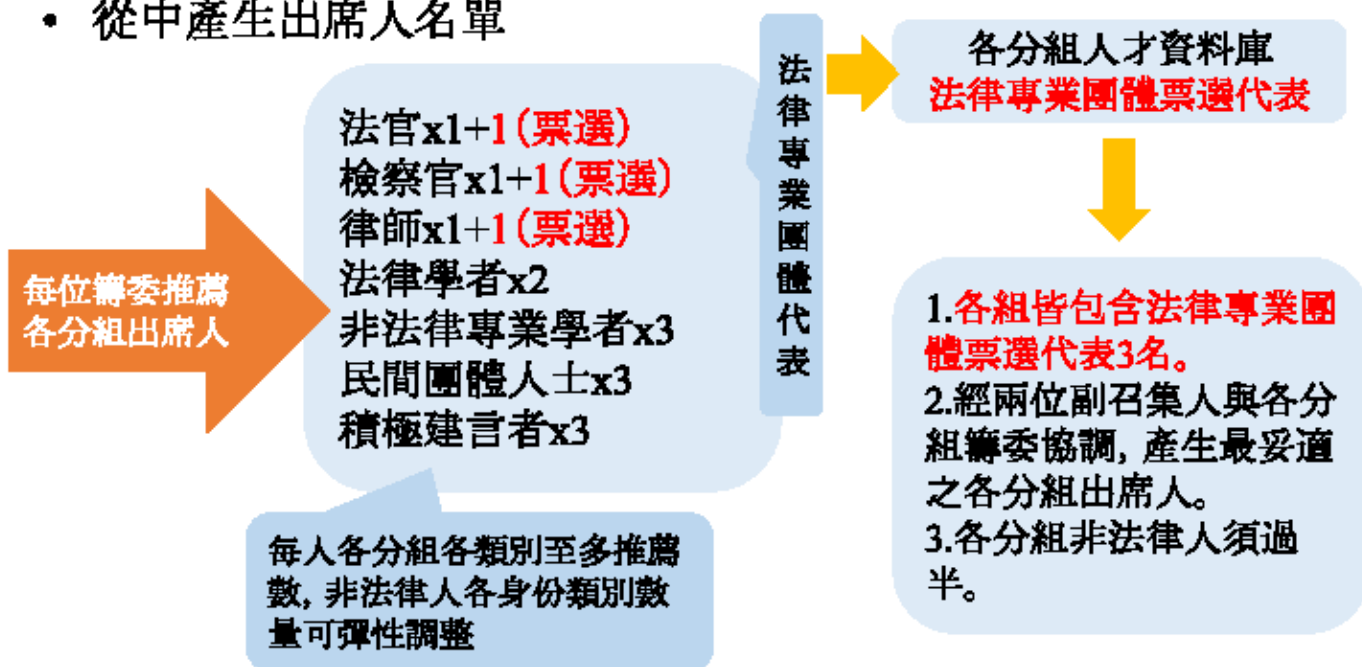 • 從中產生出席人名單
每位籌委推薦
各分組出席人
法官x1+1(票選)
檢察官x1+1(票選)
律師x1+1(票選)
法律學者x2
非法律專業學者x3
民間團體人士x3
積極建言者x3
每人各分組各類別至多推薦
數, 非法律人各身份類別數
量可彈性調整
法律專業團體代表
各分組人才資料庫
法律專業團體票選代表
1.各組皆包含法律專業團
體票選代表3名。
2.經兩位副召集人與各分
組籌委協調, 產生最妥適
之各分組出席人。
3.各分組非法律人須過
半。